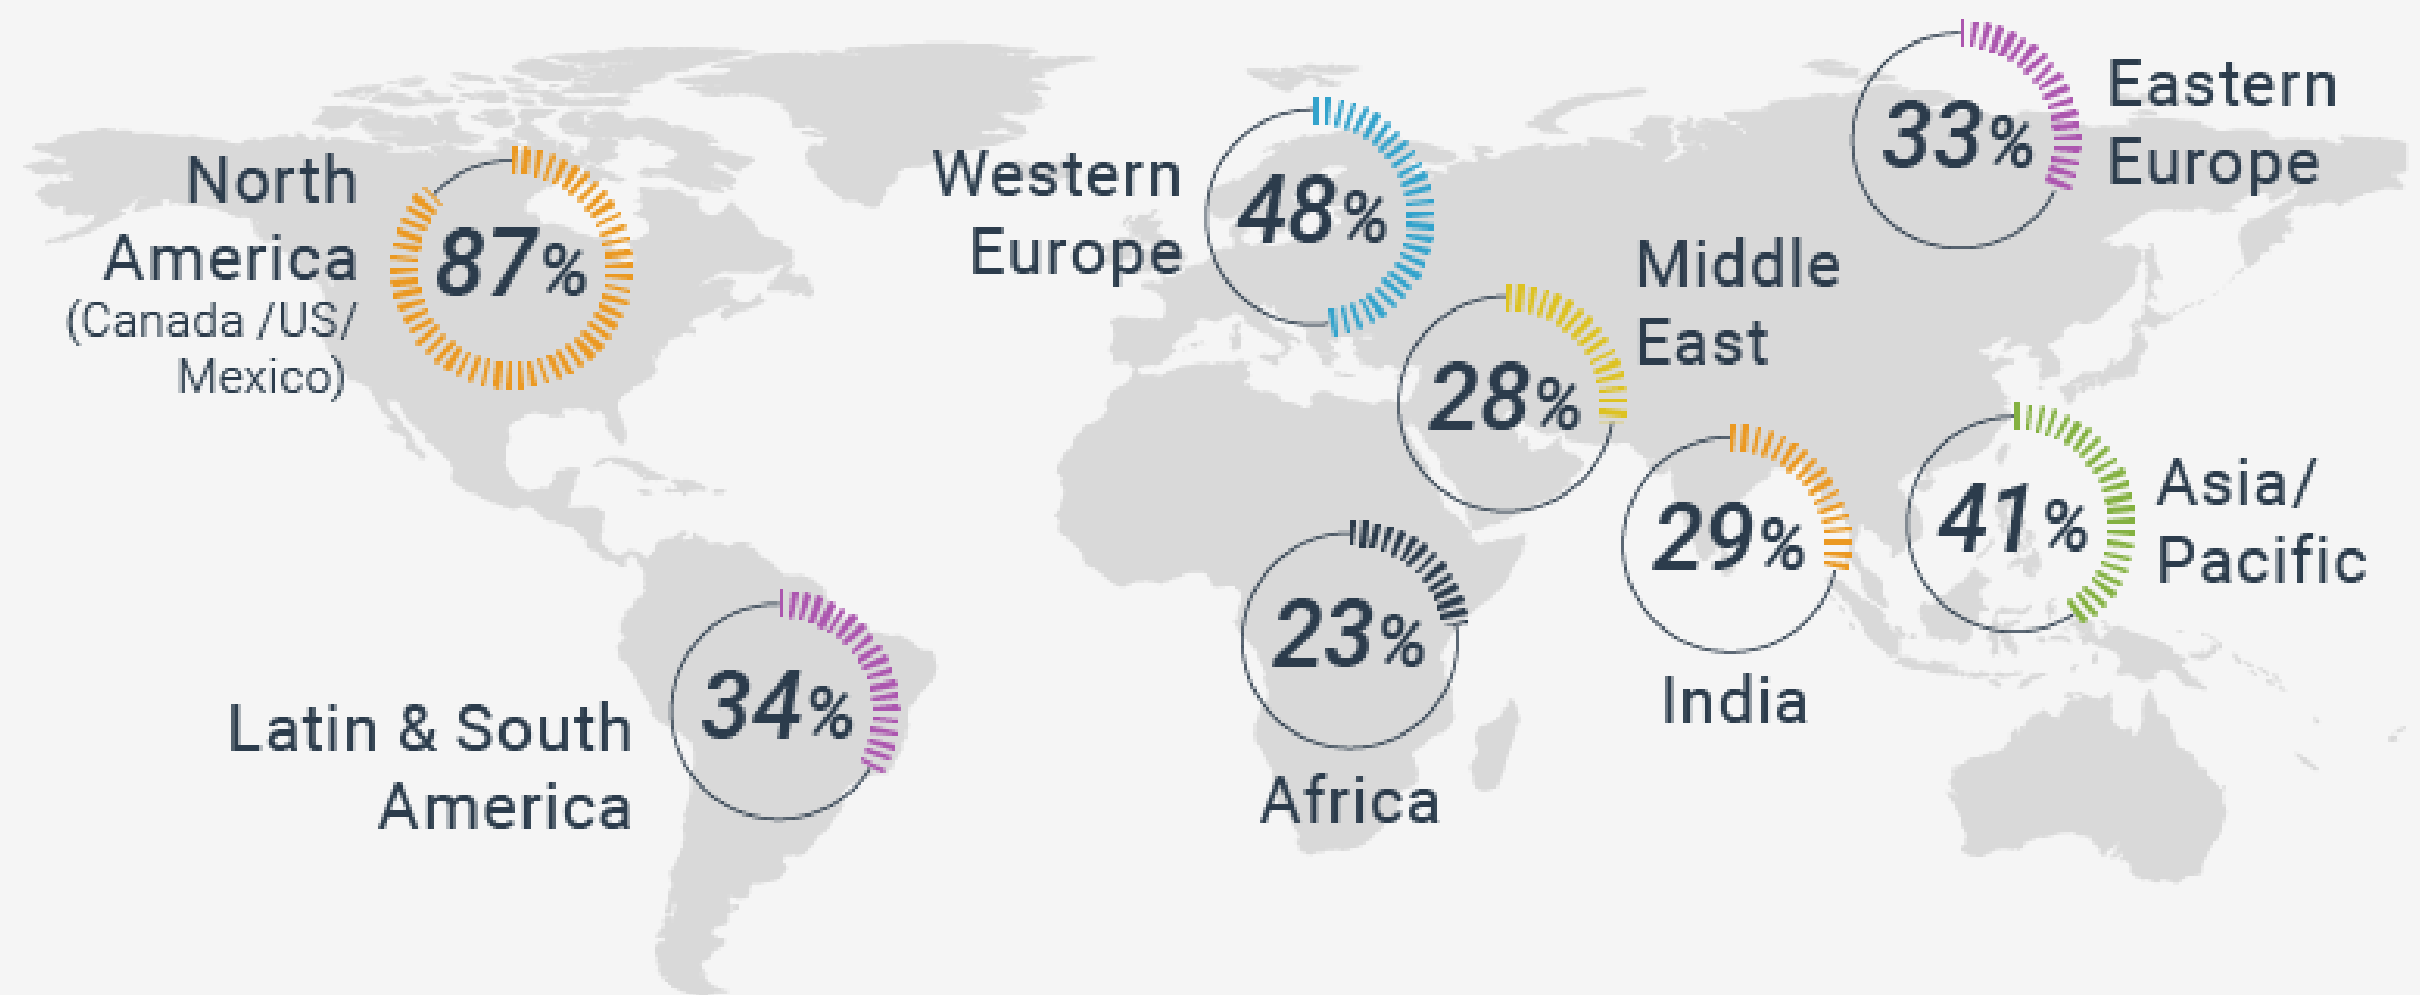 North
America
(Canada /US/
Mexico)
87%
Western
Europe
48%
Eastern
Europe
33%
Middle
East
28%
Asia/
Pacific
41%
India
29%
Africa
23%
Latin & South
America
34%